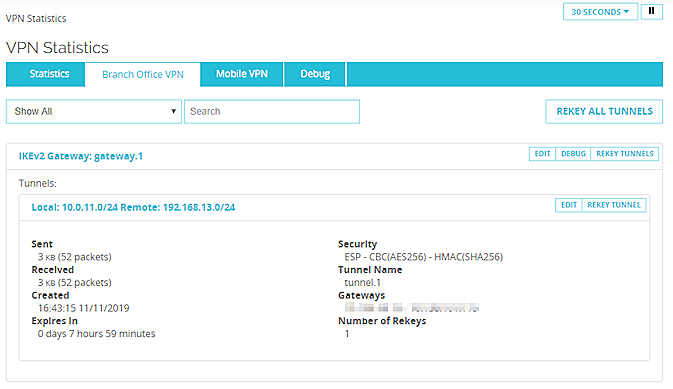 VPN Statistics
30 SECONDS
VPN Statistics
Statistics Branch Office VPN Mobile VPN Debug
Show All Search REKEY ALL TUNNELS
IKEv2 Gateway: gateway.1 EDIT DEBUG REKEY TUNNELS
Tunnels:
Local: 10.0.11.0/24 Remote: 192.168.13.0/24 EDIT REKEY TUNNEL
Sent
3 KB (52 packets)
Received
3 KB (52 packets)
Created
16:43:15 11/11/2019
Expires In
0 days 7 hours 59 minutes
Security
ESP - CBC(AES256) - HMAC(SHA256)
Tunnel Name
tunnel.1
Gateways
Number of Rekeys
1